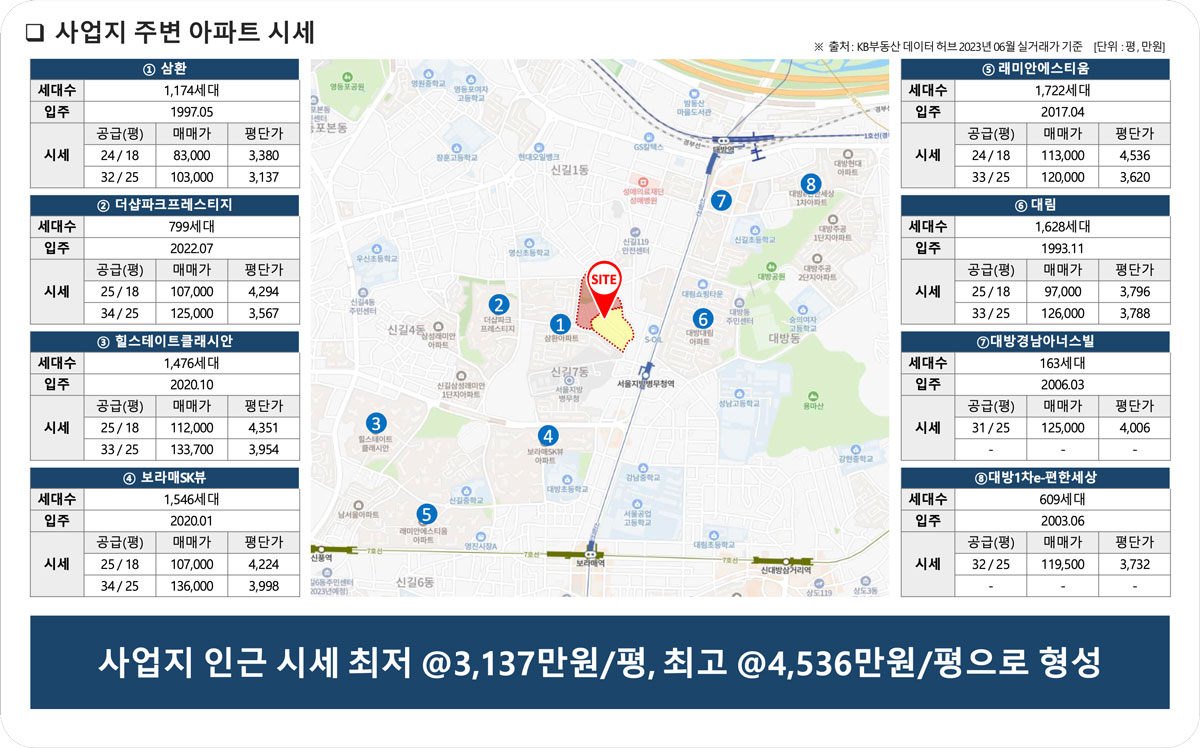 ❏ 사업지 주변 아파트 시세
※ 출처 : KB부동산 데이터 허브 2023년 06월 실거래가 기준 [단위 : 평, 만원]
① 삼환
세대수 1,174세대
입주 1997.05
시세 공급(평) 매매가 평단가
24 / 18 83,000 3,380
32 / 25 103,000 3,137
② 더샵파크프레스티지
세대수 799세대
입주 2022.07
시세 공급(평) 매매가 평단가
25 / 18 107,000 4,294
34 / 25 125,000 3,567
③ 힐스테이트클래시안
세대수 1,476세대
입주 2020.10
시세 공급(평) 매매가 평단가
25 / 18 112,000 4,351
33 / 25 133,700 3,954
④ 보라매SK뷰
세대수 1,546세대
입주 2020.01
시세 공급(평) 매매가 평단가
25 / 18 107,000 4,224
34 / 25 136,000 3,998
영등포공원
영원중학교
영등포여자
고등학교
밤동산
마을도서관
포본동
등포본동
장훈고등학교
현대오일뱅크
GS칼텍스
경부선
대방역
1호선
경부
신길1동
성애의료재단
성애병원
대방현대
아파트
7
8
1차아파트
신길119
안전센터
신길초등학교
대방주공
1단지아파트
우신초등학교
영신초등학교
SITE
대방공원
대방주공
2단지아파트
신길4동
주민센터
2
더샵파크
프레스티지
대림쇼핑타운
대방동
주민센터
숭의여자
고등학교
신길4동
삼성래미안
아파트
1
삼환아파트
S-OIL
6
대방대림
아파트
대방동
신길7동
서울지방
병무청
서울지방병무청역
신길삼성래미안
1단지아파트
성남고등학교
용마산
3
힐스테이트
클래시안
4
보라매SK뷰
아파트
강현중학교
강남중학교
대방초등학교
신길중학교
남서울아파트
5
래미안에스티움
아파트
서울공업
고등학교
영진시장A
대림초등학교
신풍역
7호선
7호선
보라매역
7호선
신대방삼거리역
길6동주민센터
2023년예정)
신길6동
상도119
상도3동
⑤ 래미안에스티움
세대수 1,722세대
입주 2017.04
시세 공급(평) 매매가 평단가
24 / 18 113,000 4,536
33 / 25 120,000 3,620
⑥ 대림
세대수 1,628세대
입주 1993.11
시세 공급(평) 매매가 평단가
25 / 18 97,000 3,796
33 / 25 126,000 3,788
⑦대방경남아너스빌
세대수 163세대
입주 2006.03
시세 공급(평) 매매가 평단가
31 / 25 125,000 4,006
- - -
⑧대방1차e-편한세상
세대수 609세대
입주 2003.06
시세 공급(평) 매매가 평단가
32 / 25 119,500 3,732
- - -
사업지 인근 시세 최저 @3,137만원/평, 최고 @4,536만원/평으로 형성